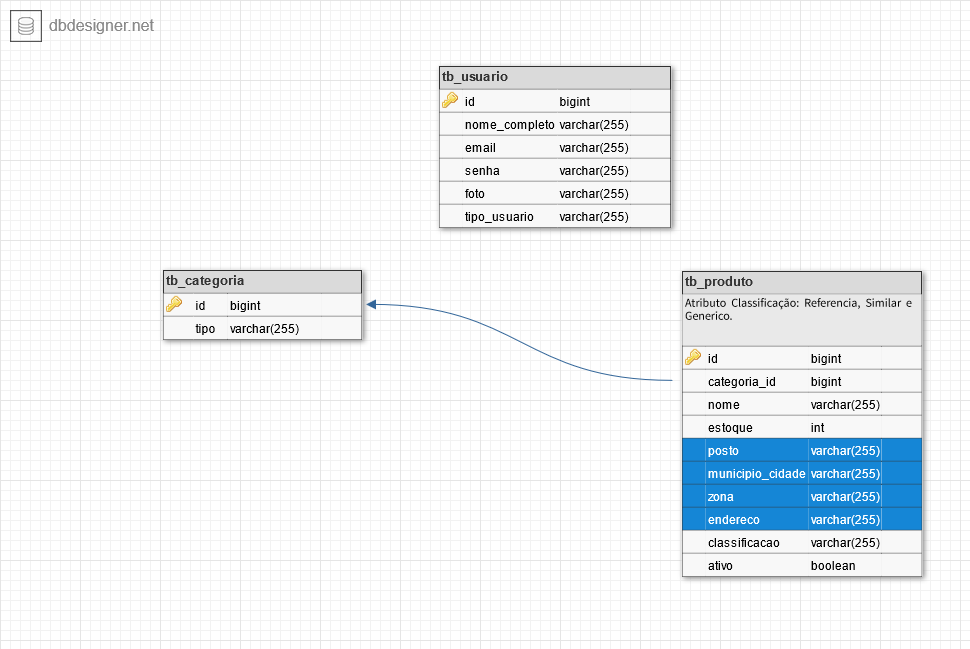 dbdesigner.net
tb_usuario
id bigint
nome_completo varchar(255)
email varchar(255)
senha varchar(255)
foto varchar(255)
tipo_usuario varchar(255)
tb_categoria
id bigint
tipo varchar(255)
tb_produto
Atributo Classificação: Referencia, Similar e
Generico.
id bigint
categoria_id bigint
nome varchar(255)
estoque int
posto varchar(255)
municipio_cidade varchar(255)
zona varchar(255)
endereco varchar(255)
classificacao varchar(255)
ativo boolean